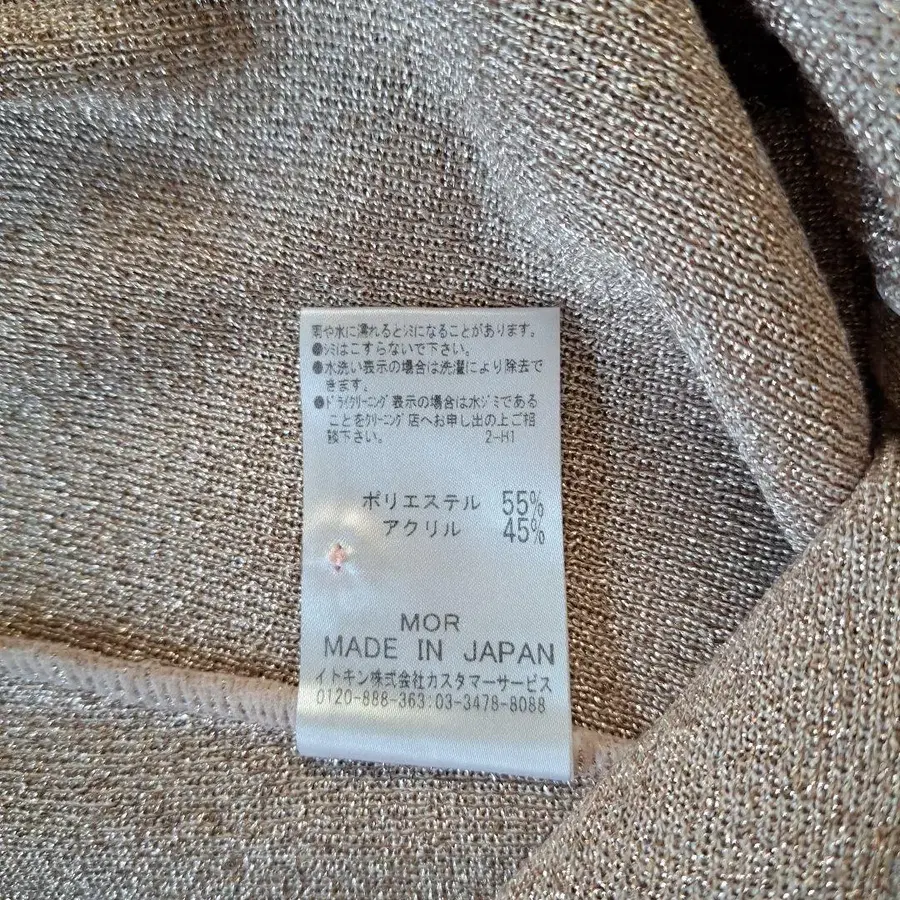 雨や水に濡れるとシミになることがあります。
●シミはこすらないで下さい。
●水洗い表示の場合は洗濯により除去で
きます。
●ドライクリーニング表示の場合は水ジミである
ことをクリーニング店へお申し出の上ご相
談下さい。 2-H1
ポリエステル 55%
アクリル 45%
MOR
MADE IN JAPAN
イトキン株式会社カスタマーサービス
0120-888-363:03-3478-8088